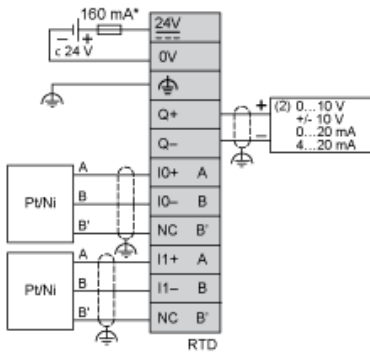 160 mA*
24V
− +
c 24 V
0V
Q+
+ (2) 0...10 V
+/- 10 V
Q–
− 0...20 mA
4...20 mA
A I0+ A
Pt/Ni B I0– B
B' NC B'
A I1+ A
Pt/Ni B I1– B
B' NC B'
RTD